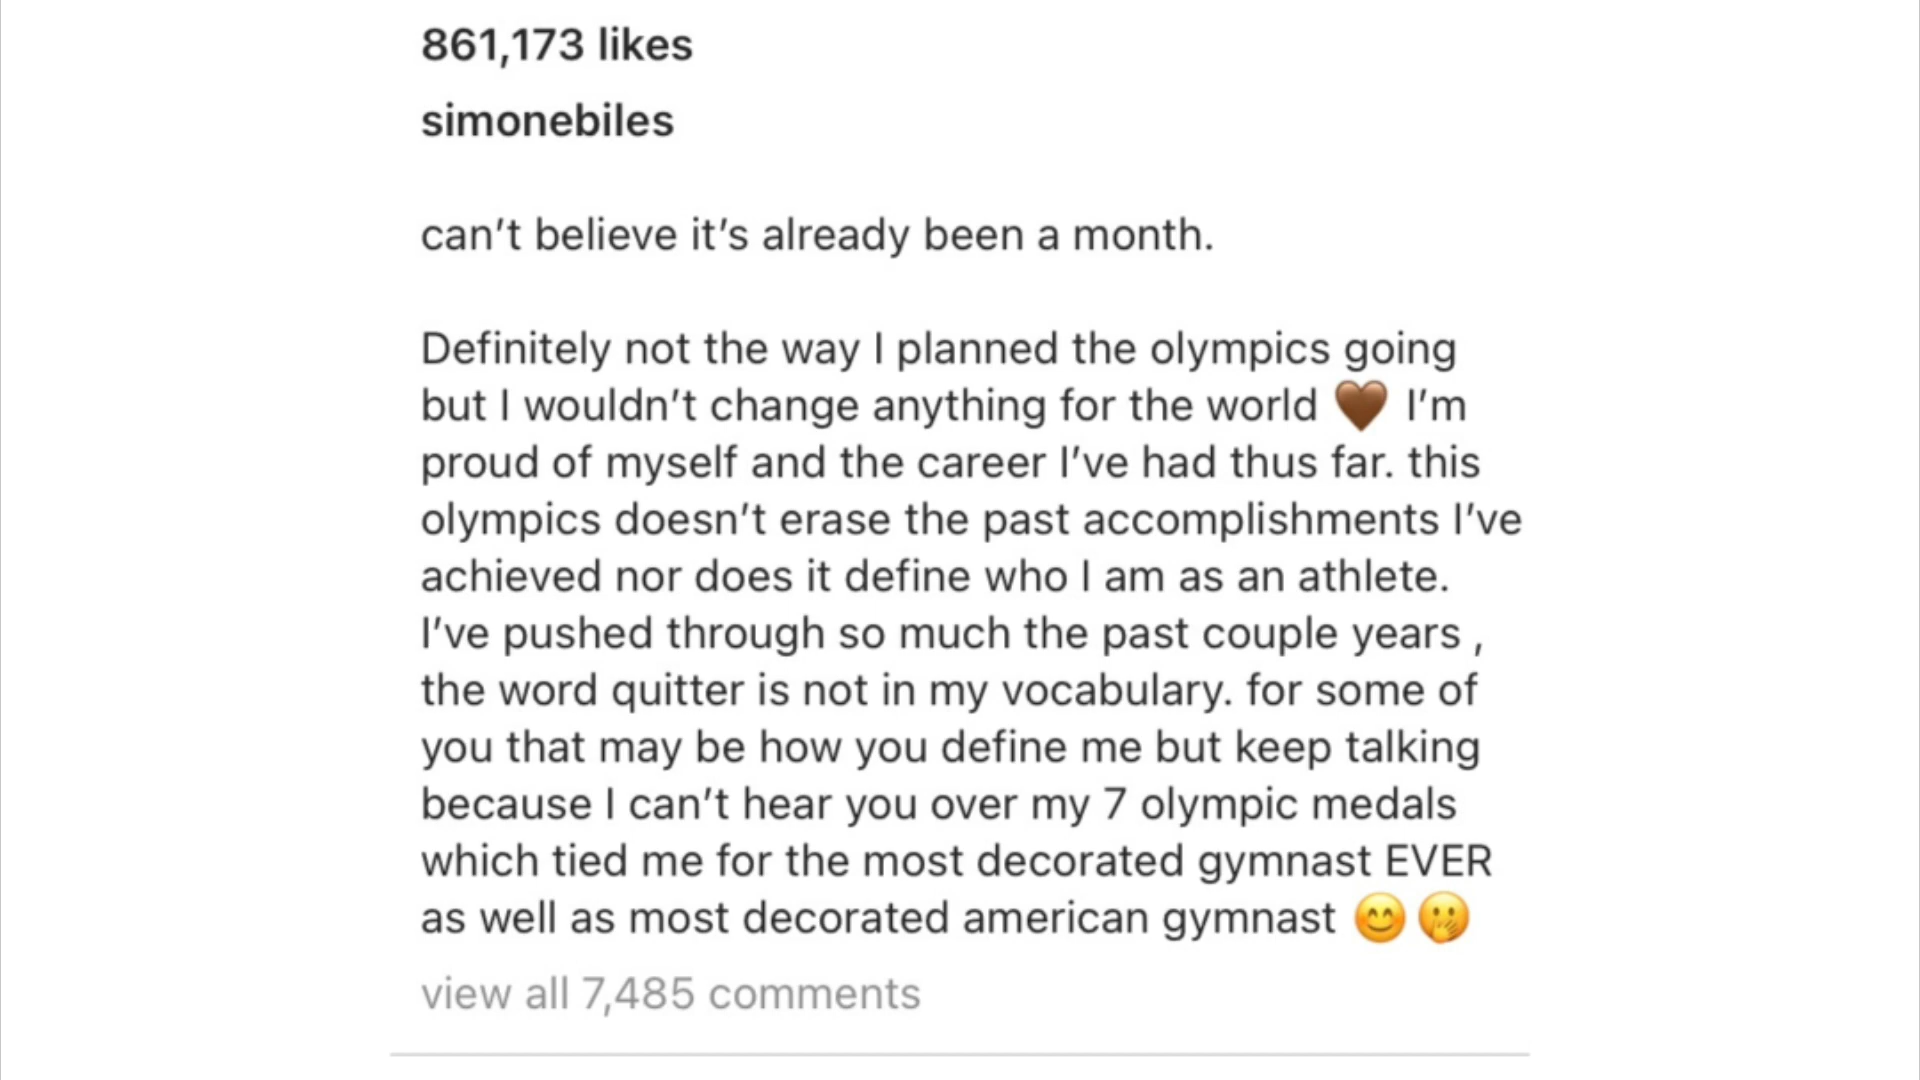 861,173 likes
simonebiles
can’t believe it’s already been a month.
Definitely not the way I planned the olympics going
but I wouldn’t change anything for the world 🤎 I’m
proud of myself and the career I’ve had thus far. this
olympics doesn’t erase the past accomplishments I’ve
achieved nor does it define who I am as an athlete.
I’ve pushed through so much the past couple years ,
the word quitter is not in my vocabulary. for some of
you that may be how you define me but keep talking
because I can’t hear you over my 7 olympic medals
which tied me for the most decorated gymnast EVER
as well as most decorated american gymnast 😊 🤭
view all 7,485 comments